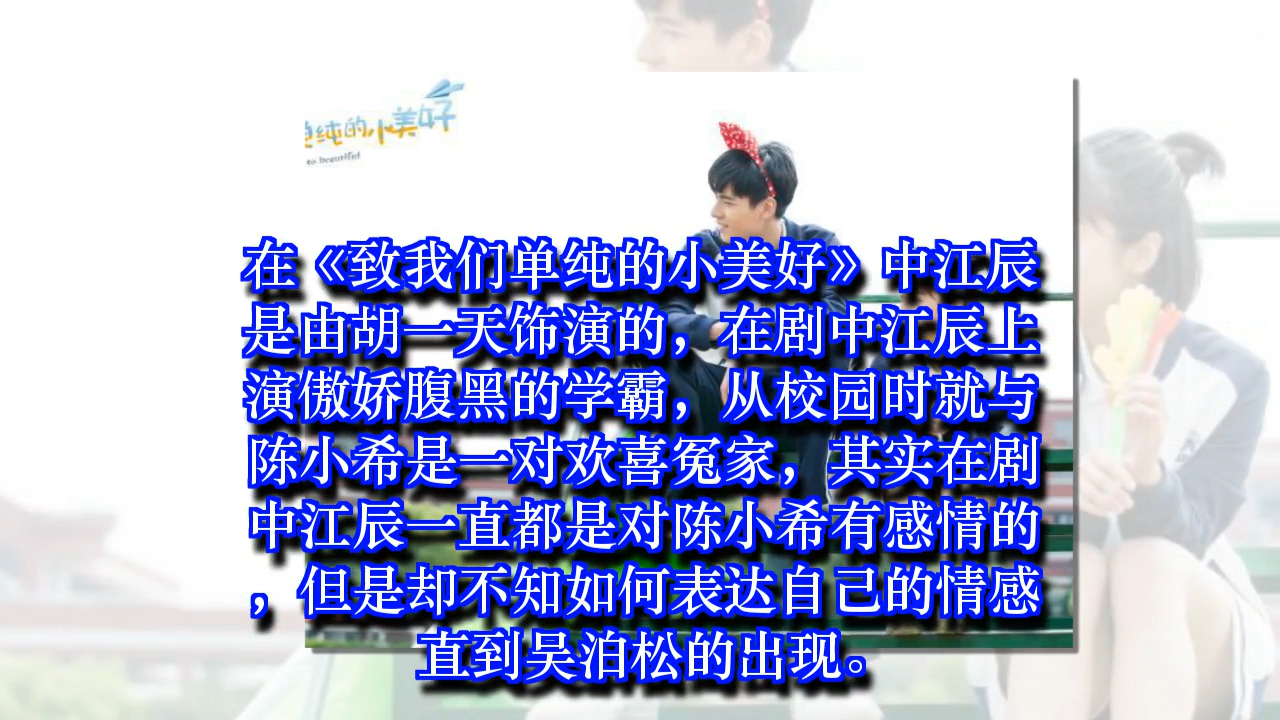 纯的小美好
to beautiful
在《致我们单纯的小美好》中江辰
是由胡一天饰演的，在剧中江辰上
演傲娇腹黑的学霸，从校园时就与
陈小希是一对欢喜冤家，其实在剧
中江辰一直都是对陈小希有感情的
，但是却不知如何表达自己的情感
直到吴泊松的出现。